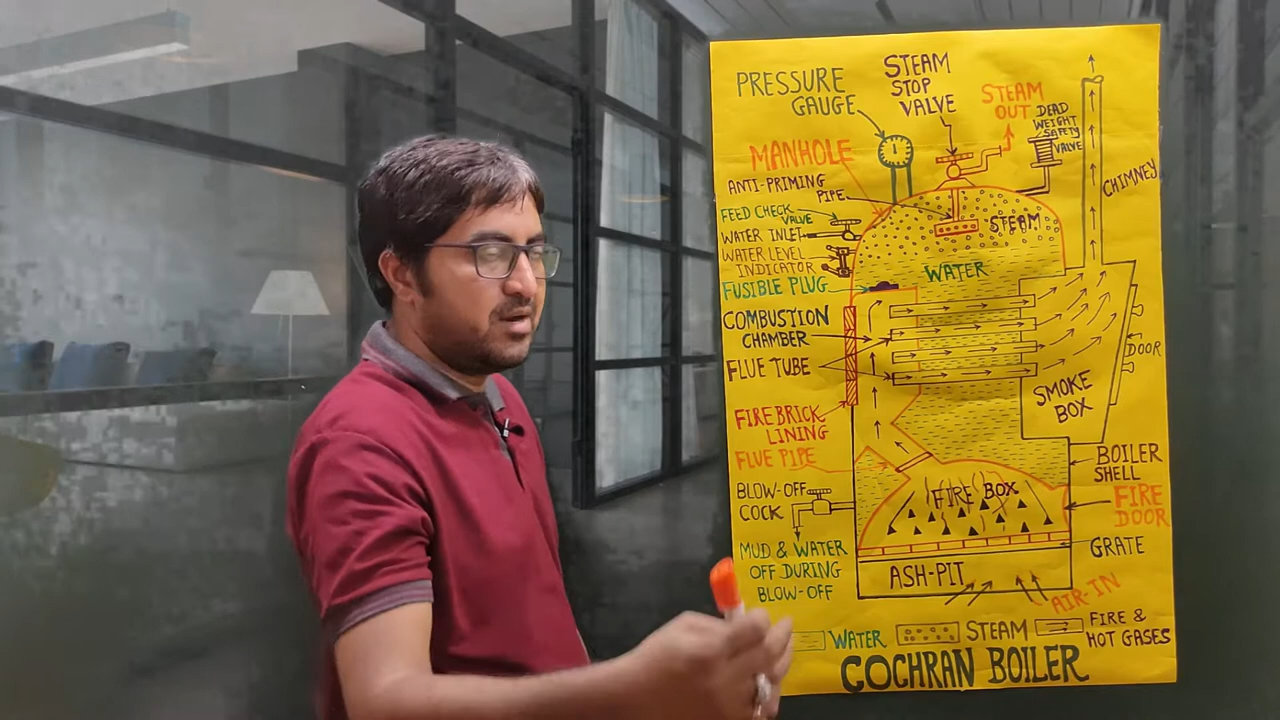 PRESSURE
GAUGE
STEAM
STOP
VALVE
STEAM
OUT
DEAD
WEIGHT
SAFETY
VALVE
MANHOLE
ANTI-PRIMING
PIPE
CHIMNEY
FEED CHECK
VALVE
WATER INLET
WATER LEVEL
INDICATOR
FUSIBLE PLUG
STEAM
WATER
COMBUSTION
CHAMBER
FLUE TUBE
DOOR
SMOKE
BOX
FIREBRICK
LINING
FLUE PIPE
BOILER
SHELL
BLOW-OFF
COCK
FIRE BOX
FIRE
DOOR
MUD & WATER
OFF DURING
BLOW-OFF
GRATE
ASH-PIT
AIR-IN
WATER
STEAM
FIRE &
HOT GASES
COCHRAN BOILER